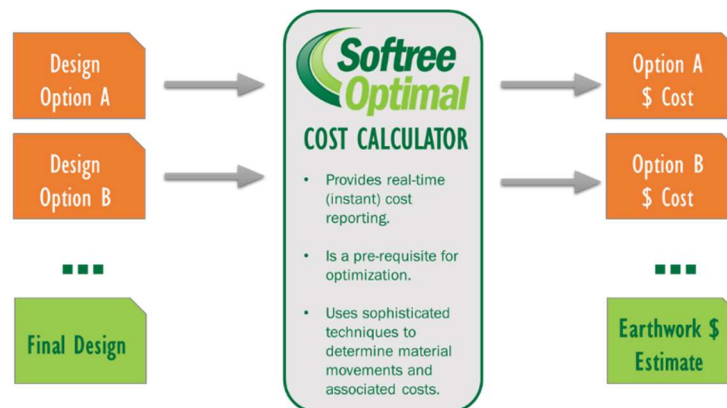 Design
Option A
Design
Option B
...
Final Design
Softree
Optimal
COST CALCULATOR
• Provides real-time
(instant) cost
reporting.
• Is a pre-requisite for
optimization.
• Uses sophisticated
techniques to
determine material
movements and
associated costs.
Option A
$ Cost
Option B
$ Cost
...
Earthwork $
Estimate